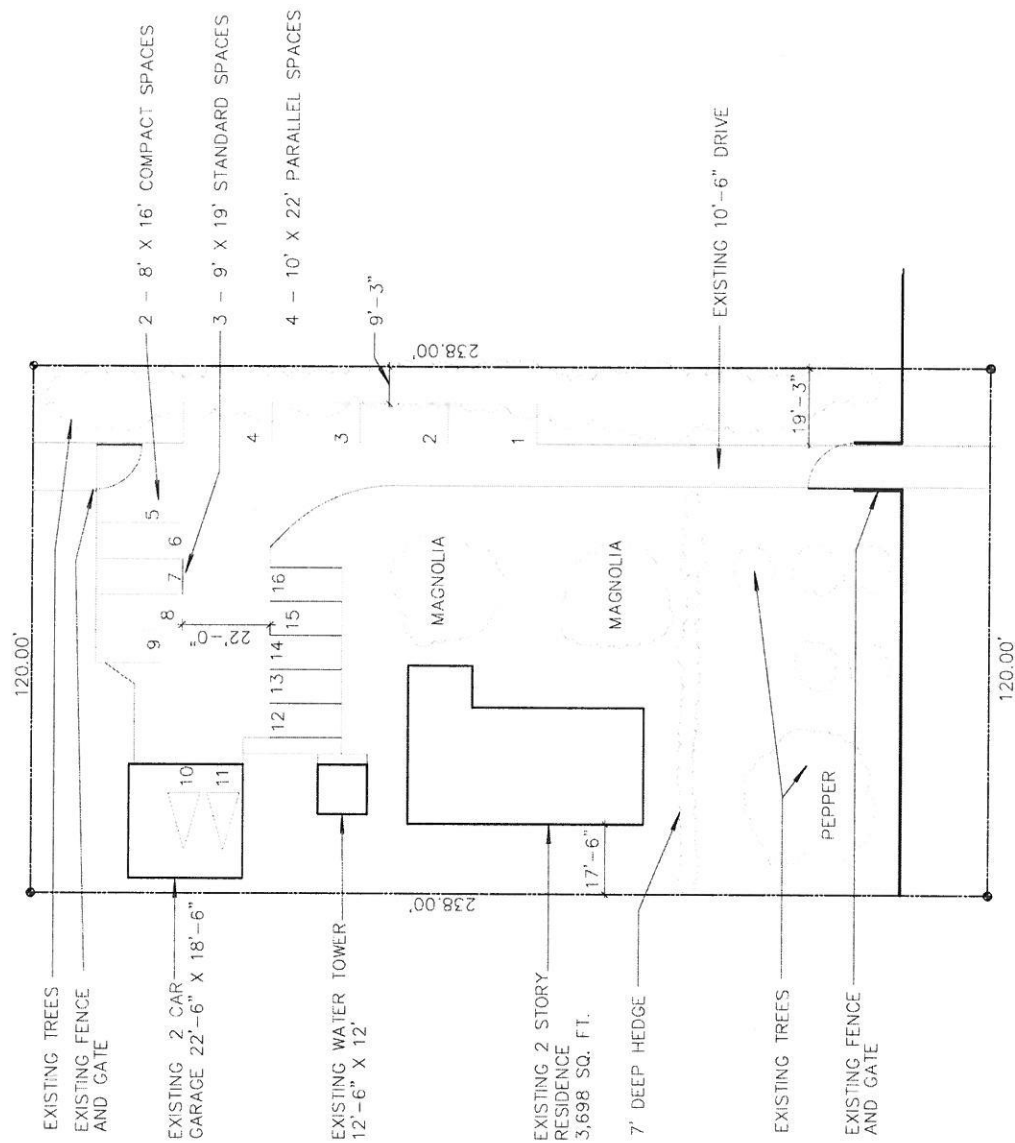 EXISTING TREES
EXISTING FENCE
AND GATE
EXISTING 2 CAR
GARAGE 22'-6" X 18'-6"
EXISTING WATER TOWER
12'-6" X 12'
EXISTING 2 STORY
RESIDENCE
3,698 SQ. FT.
7' DEEP HEDGE
EXISTING TREES
EXISTING FENCE
AND GATE
120.00'
238.00'
17'-6"
10
11
9
8
7
6
5
22'-0"
12
13
14
15
16
4
3
2
1
MAGNOLIA
MAGNOLIA
PEPPER
120.00'
238.00'
19'-3"
2 - 8' X 16' COMPACT SPACES
3 - 9' X 19' STANDARD SPACES
4 - 10' X 22' PARALLEL SPACES
9'-3"
EXISTING 10'-6" DRIVE